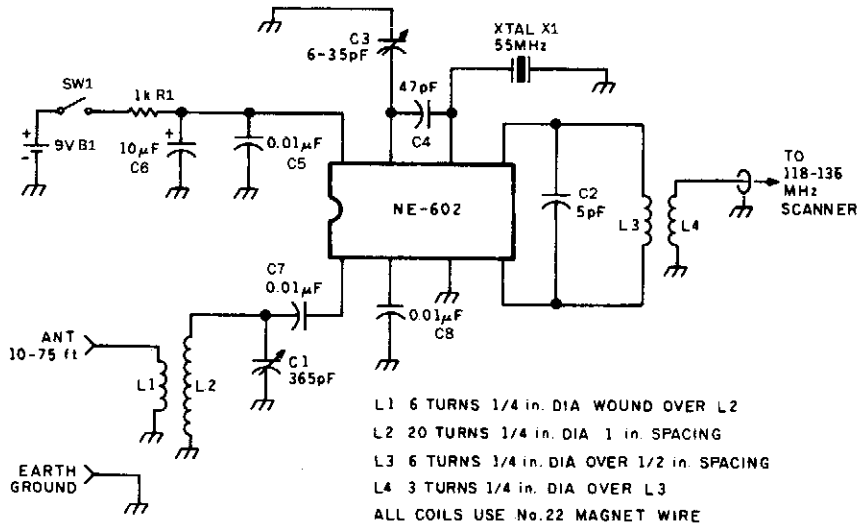 C3
6-35pF
XTAL X1
55MHz
SW1
1k R1
47pF
C4
+
9V B1
-
+
10µF
C6
0.01µF
C5
NE-602
C2
5pF
L3
L4
TO
118-136
MHz
SCANNER
C7
0.01µF
0.01µF
C8
ANT
10-75 ft
L1
L2
C1
365pF
EARTH
GROUND
L1 6 TURNS 1/4 in. DIA WOUND OVER L2
L2 20 TURNS 1/4 in. DIA 1 in. SPACING
L3 6 TURNS 1/4 in. DIA OVER 1/2 in. SPACING
L4 3 TURNS 1/4 in. DIA OVER L3
ALL COILS USE No.22 MAGNET WIRE